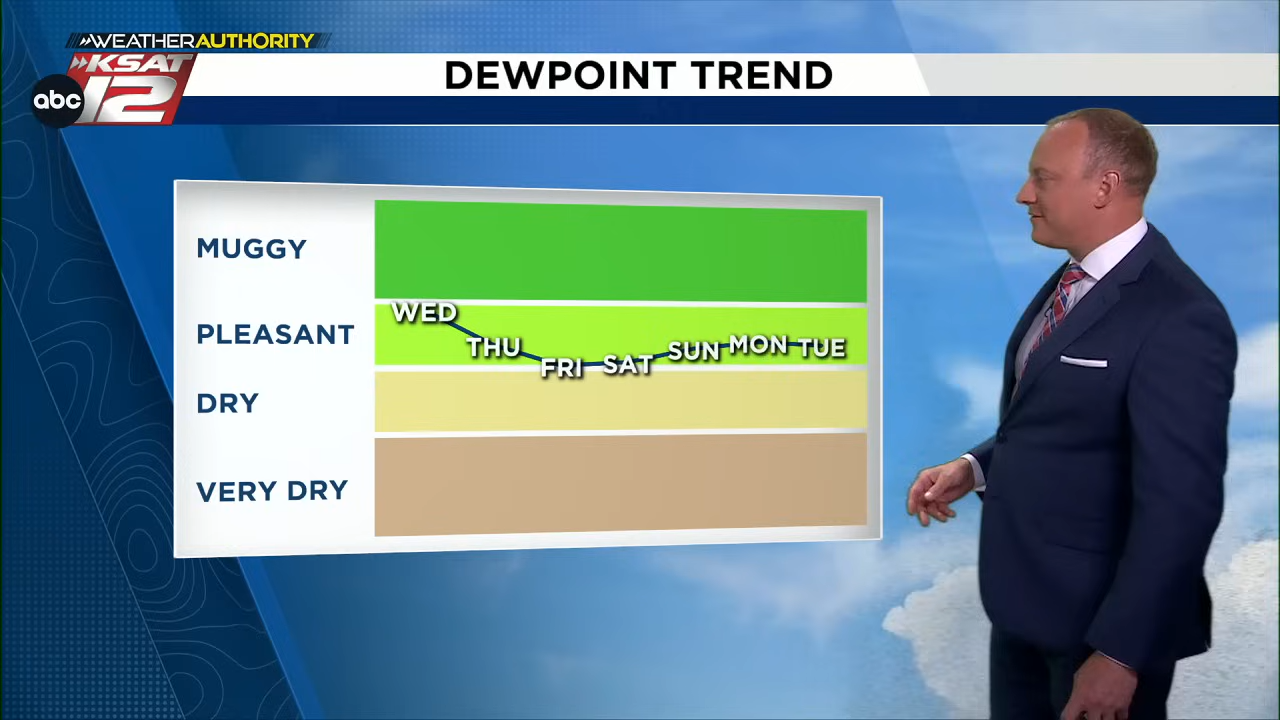 WEATHERAUTHORITY
KSAT
abc 12
DEWPOINT TREND
MUGGY
PLEASANT
DRY
VERY DRY
WED
THU
FRI
SAT
SUN
MON
TUE